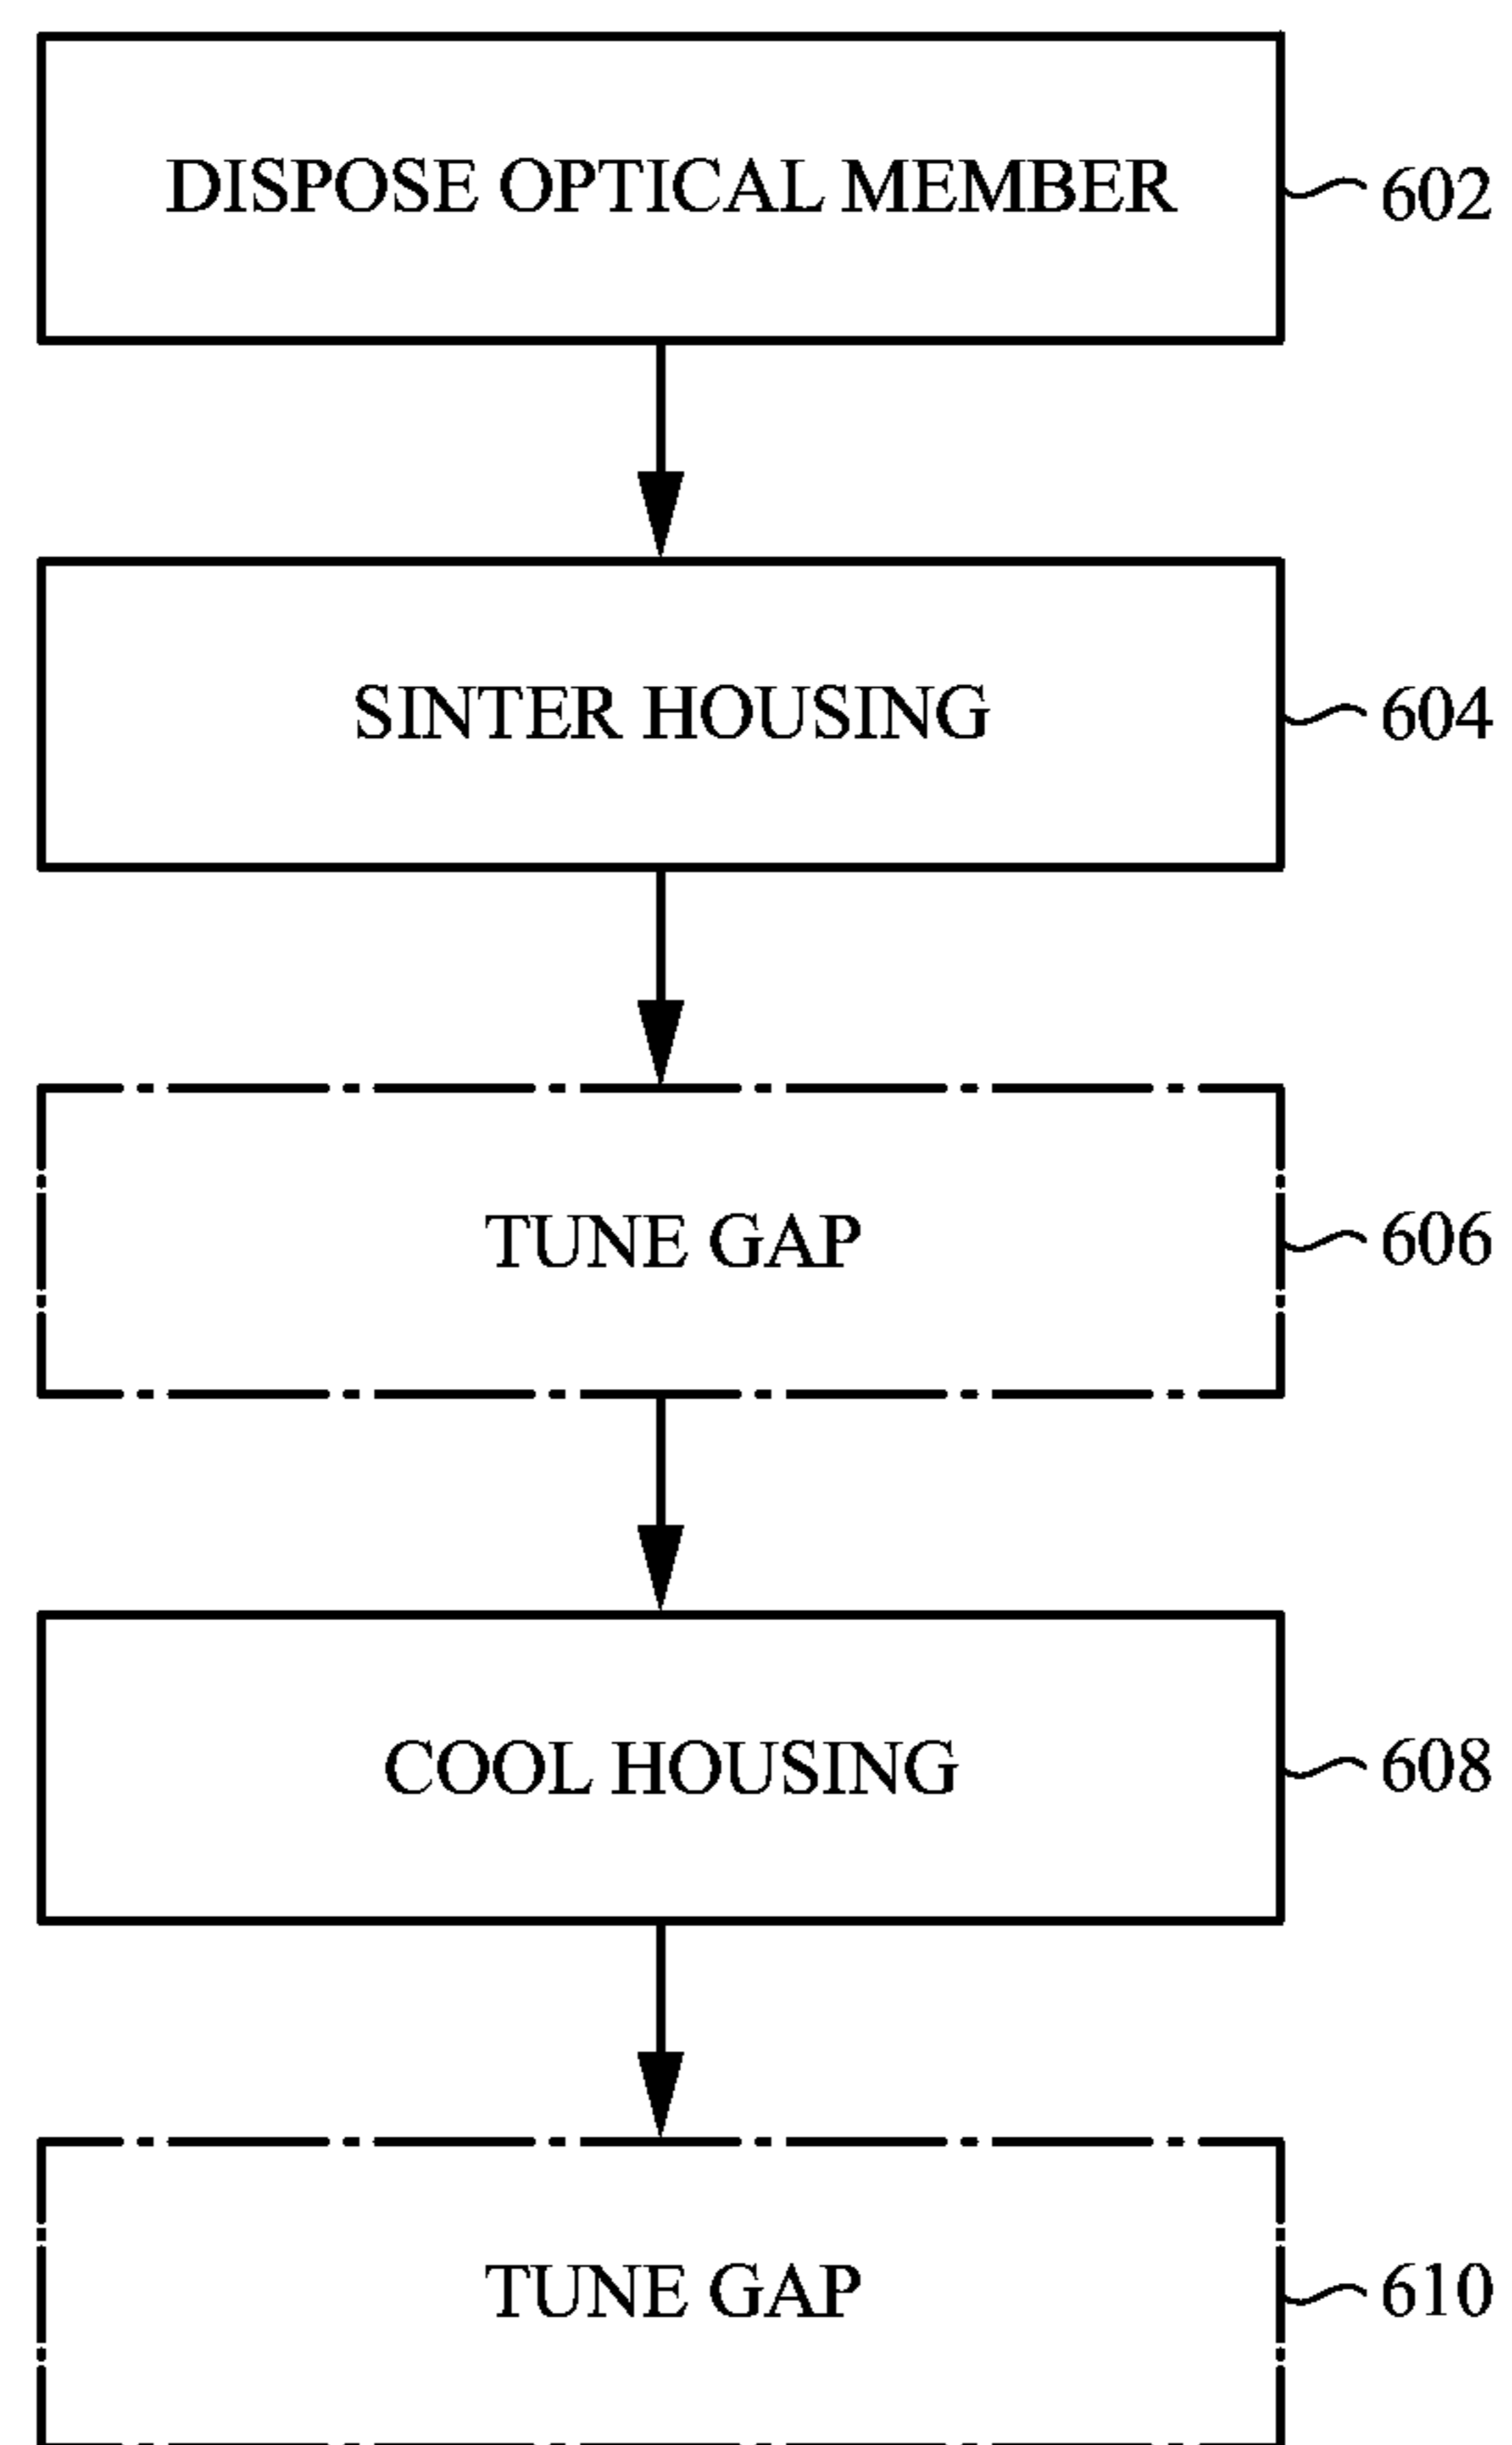 DISPOSE OPTICAL MEMBER 602
SINTER HOUSING 604
TUNE GAP 606
COOL HOUSING 608
TUNE GAP 610